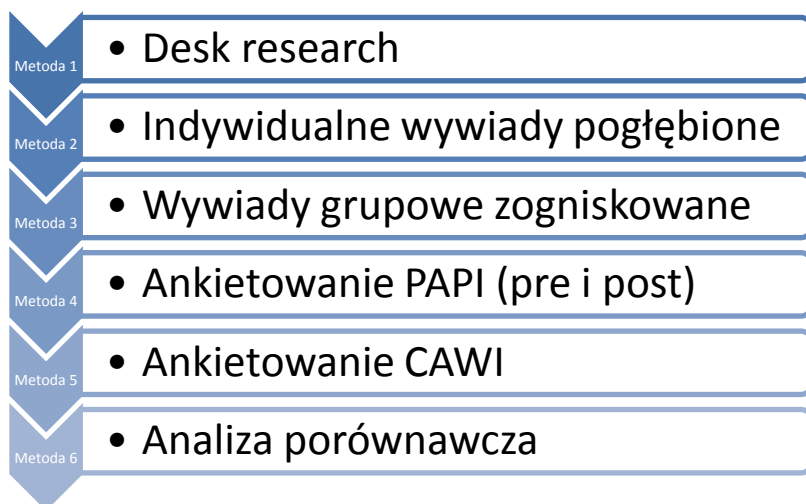 Metoda 1
• Desk research
Metoda 2
• Indywidualne wywiady pogłębione
Metoda 3
• Wywiady grupowe zogniskowane
Metoda 4
• Ankietowanie PAPI (pre i post)
Metoda 5
• Ankietowanie CAWI
Metoda 6
• Analiza porównawcza